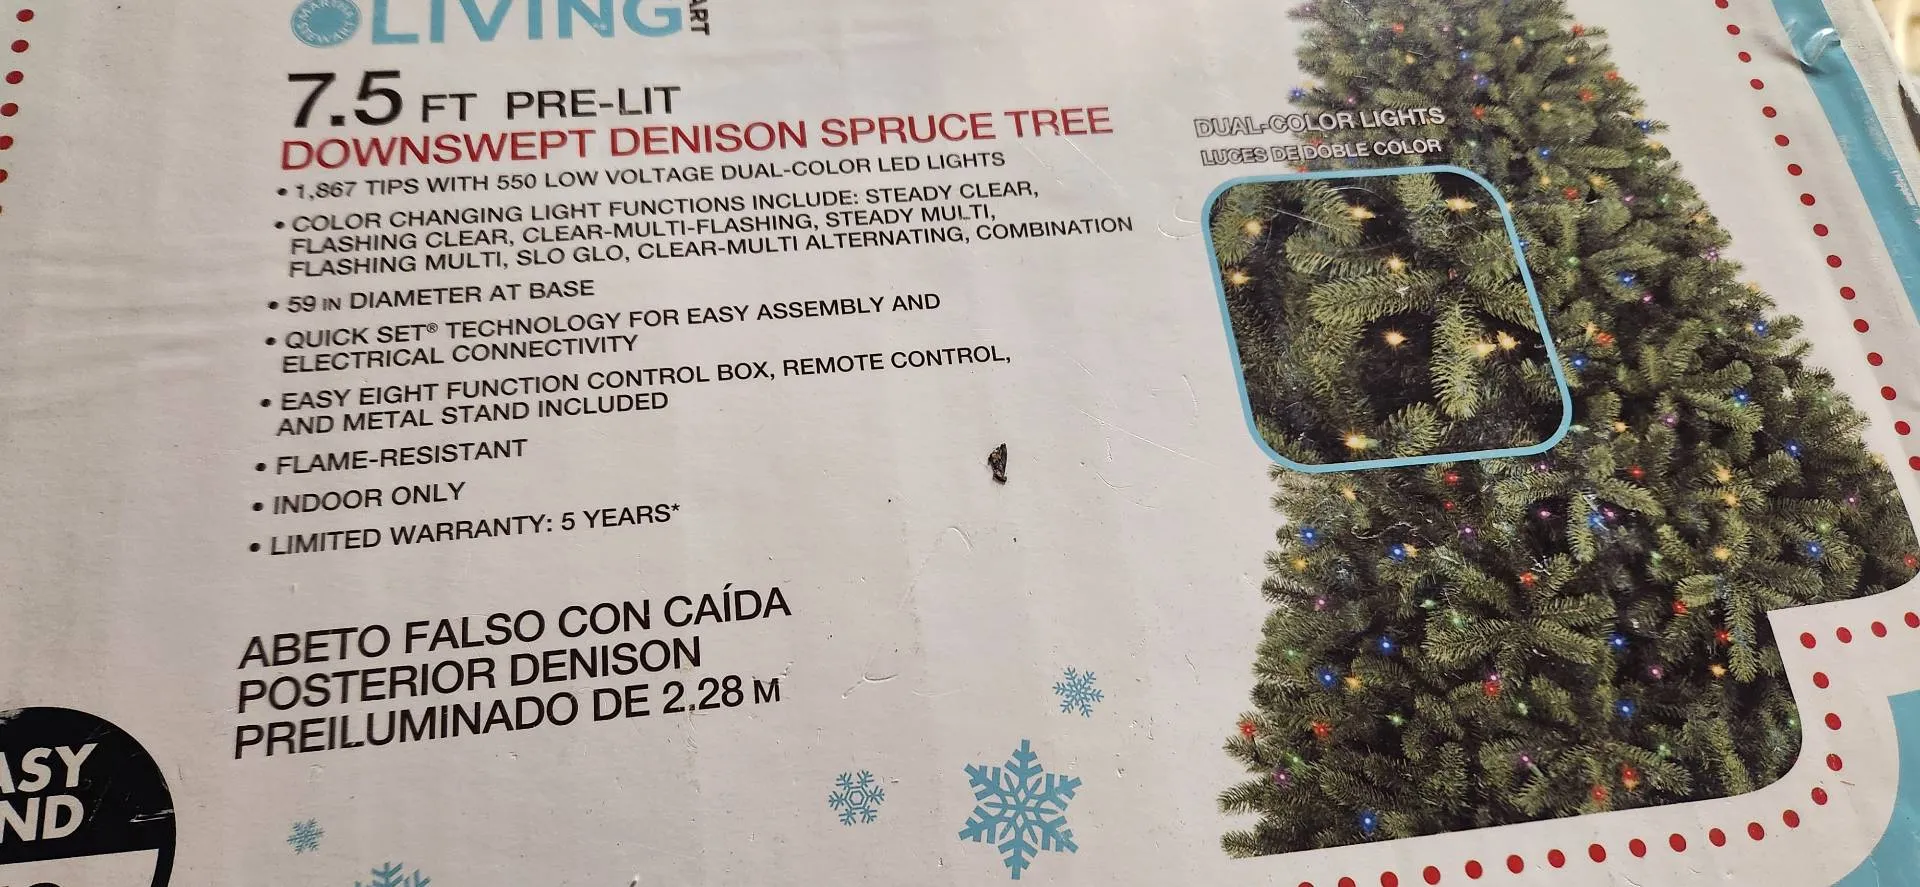 MARTHA STEWART
LIVING
7.5 FT PRE-LIT
DOWNSWEPT DENISON SPRUCE TREE
• 1,867 TIPS WITH 550 LOW VOLTAGE DUAL-COLOR LED LIGHTS
• COLOR CHANGING LIGHT FUNCTIONS INCLUDE: STEADY CLEAR,
FLASHING CLEAR, CLEAR-MULTI-FLASHING, STEADY MULTI,
FLASHING MULTI, SLO GLO, CLEAR-MULTI ALTERNATING, COMBINATION
• 59 IN DIAMETER AT BASE
• QUICK SET® TECHNOLOGY FOR EASY ASSEMBLY AND
ELECTRICAL CONNECTIVITY
• EASY EIGHT FUNCTION CONTROL BOX, REMOTE CONTROL,
AND METAL STAND INCLUDED
• FLAME-RESISTANT
• INDOOR ONLY
• LIMITED WARRANTY: 5 YEARS*
ABETO FALSO CON CAÍDA
POSTERIOR DENISON
PREILUMINADO DE 2.28 M
DUAL-COLOR LIGHTS
LUCES DE DOBLE COLOR